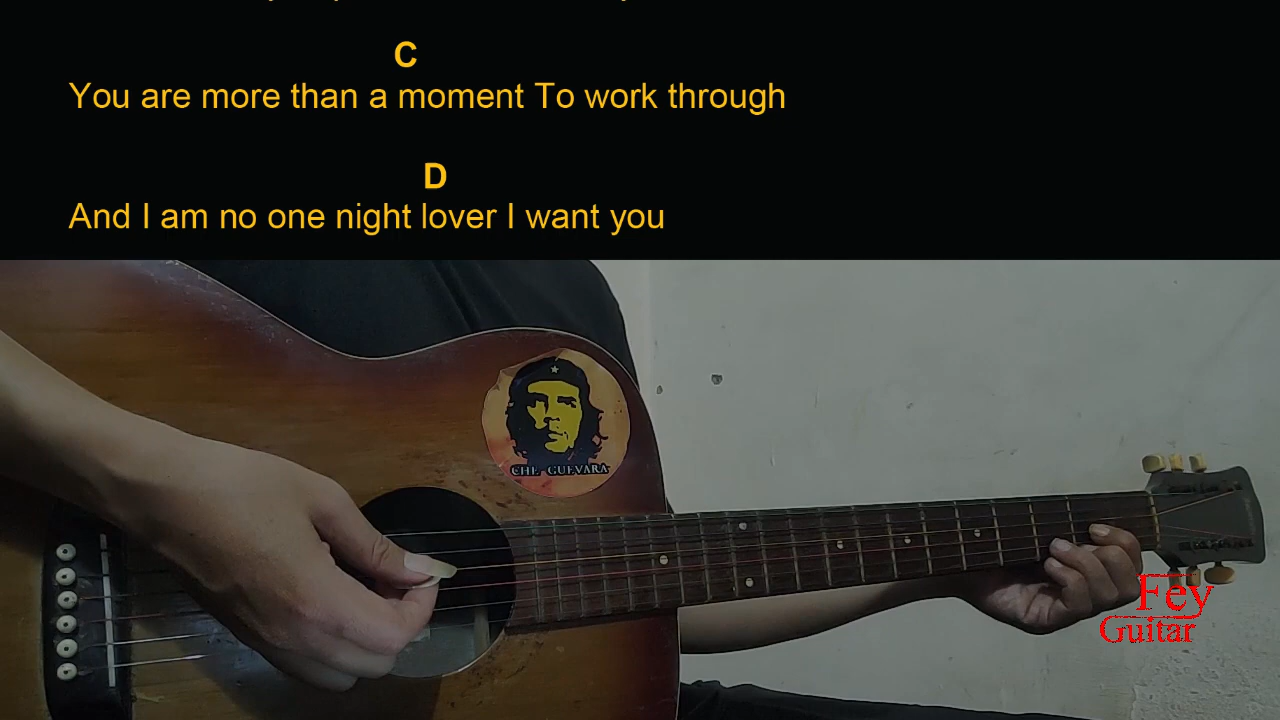 C
You are more than a moment To work through
D
And I am no one night lover I want you
CHE GUEVARA
Fey
Guitar